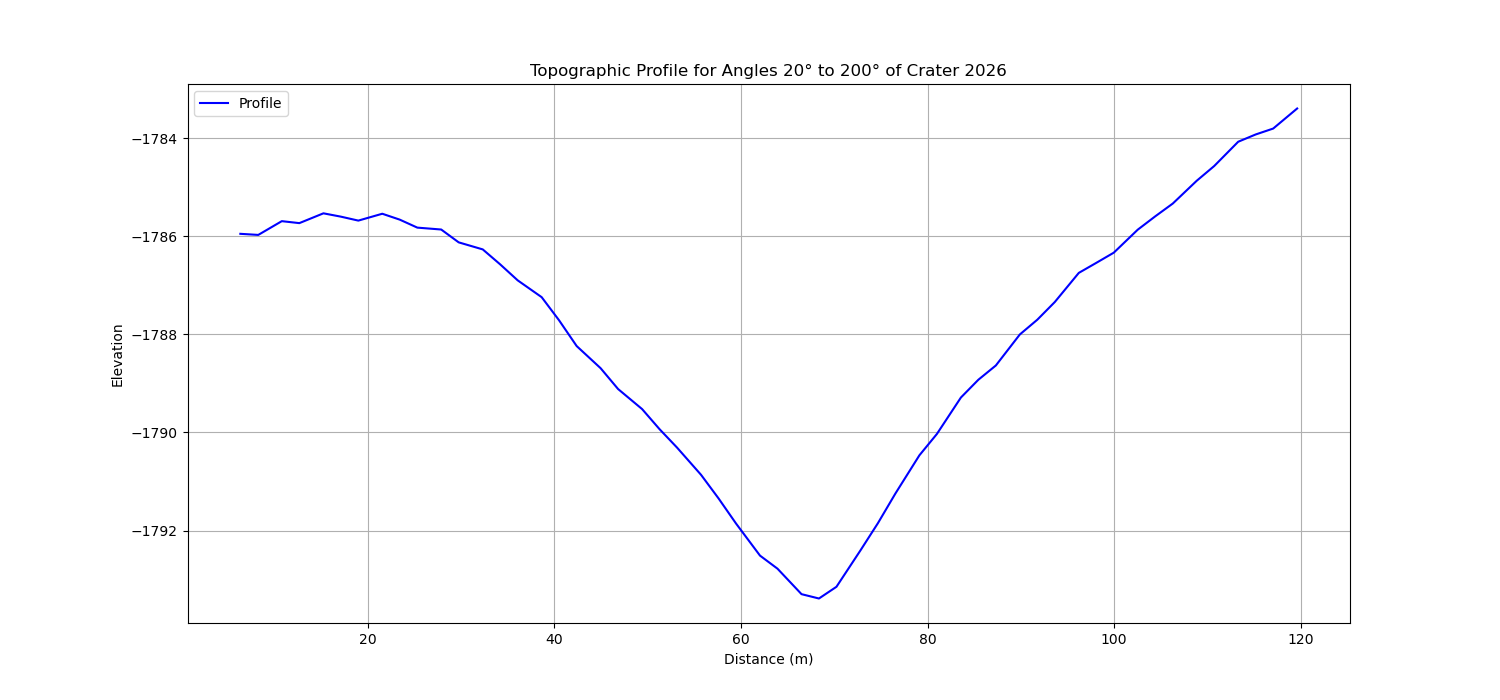 Topographic Profile for Angles 20° to 200° of Crater 2026
Profile
−1784
−1786
−1788
−1790
−1792
Elevation
20
40
60
80
100
120
Distance (m)